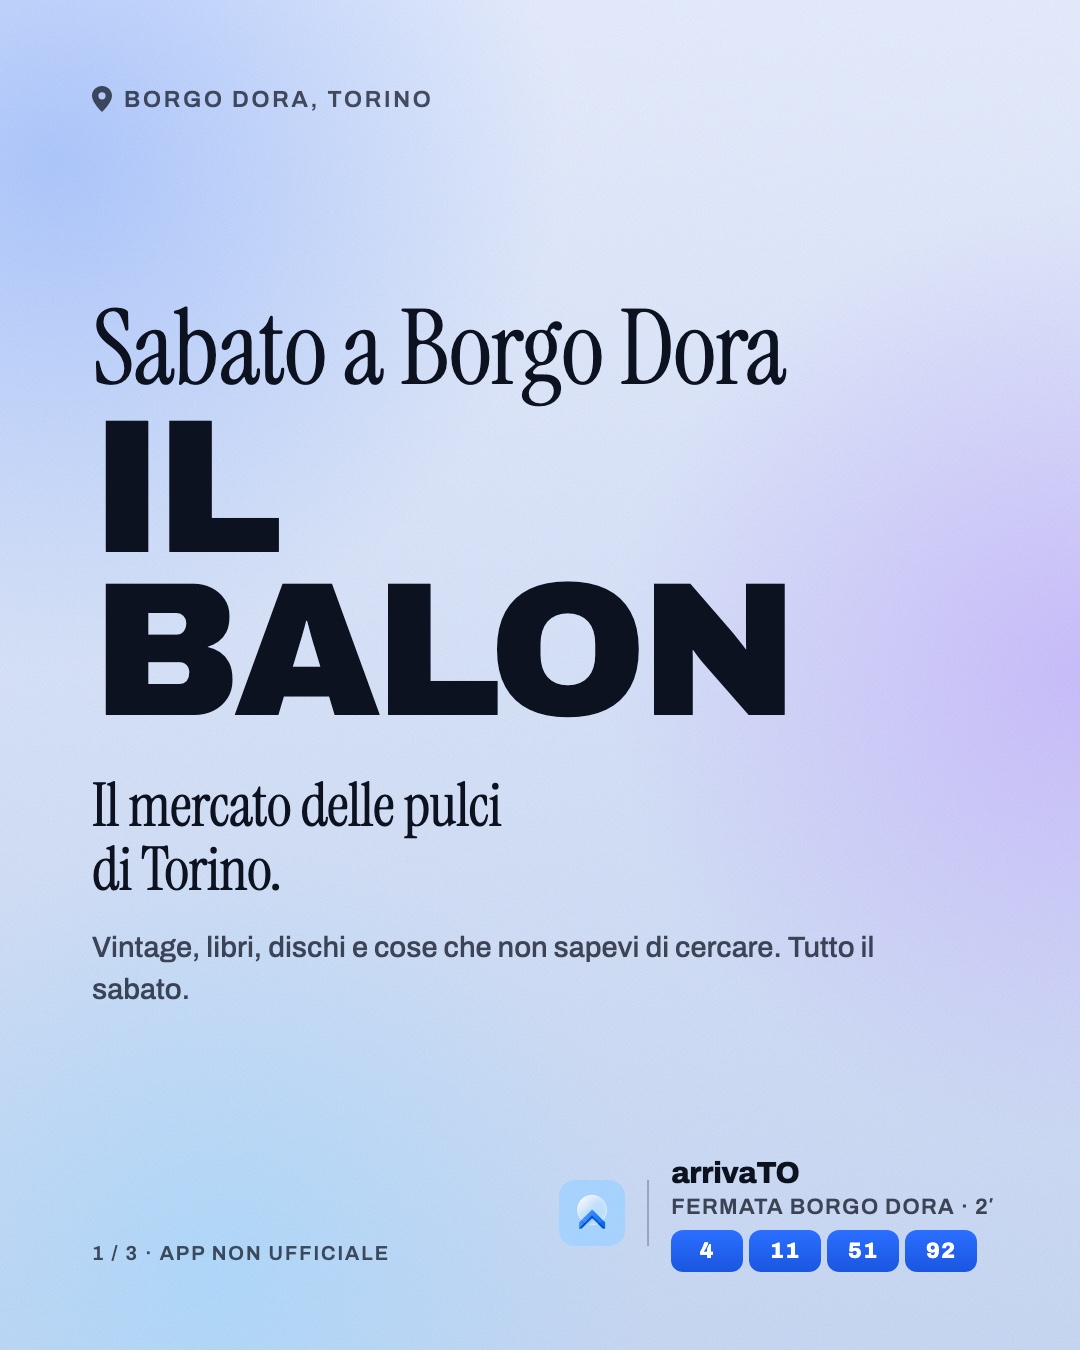 BORGO DORA, TORINO
Sabato a Borgo Dora
IL
BALON
Il mercato delle pulci
di Torino.
Vintage, libri, dischi e cose che non sapevi di cercare. Tutto il
sabato.
arrivaTO
FERMATA BORGO DORA · 2′
4 11 51 92
1 / 3 · APP NON UFFICIALE